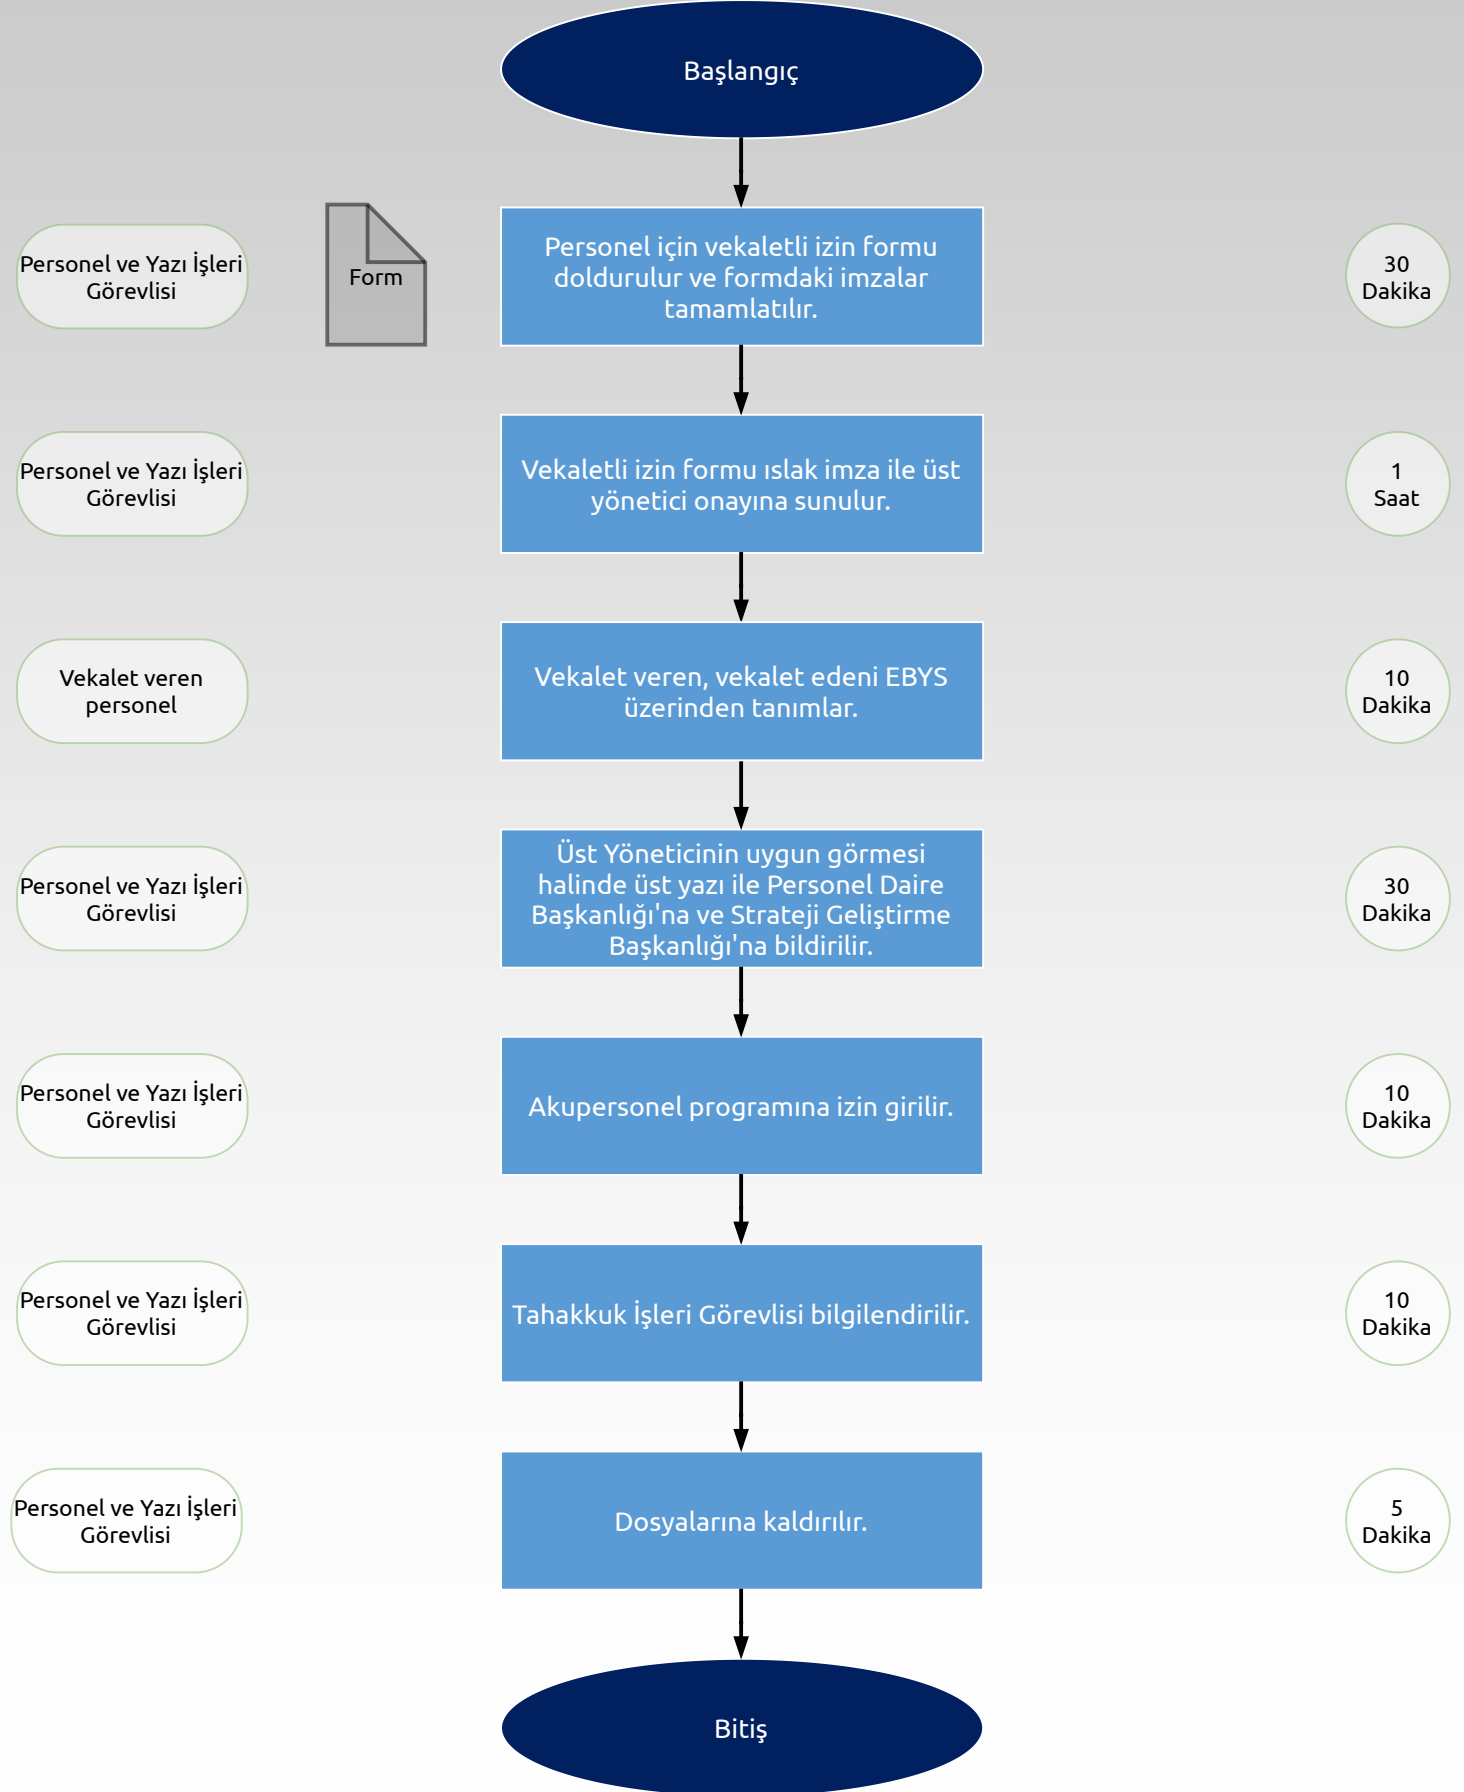 Başlangıç
Personel ve Yazı İşleri
Görevlisi
Form
Personel için vekaletli izin formu
doldurulur ve formdaki imzalar
tamamlatılır.
30
Dakika
Personel ve Yazı İşleri
Görevlisi
Vekaletli izin formu ıslak imza ile üst
yönetici onayına sunulur.
1
Saat
Vekalet veren
personel
Vekalet veren, vekalet edeni EBYS
üzerinden tanımlar.
10
Dakika
Personel ve Yazı İşleri
Görevlisi
Üst Yöneticinin uygun görmesi
halinde üst yazı ile Personel Daire
Başkanlığı'na ve Strateji Geliştirme
Başkanlığı'na bildirilir.
30
Dakika
Personel ve Yazı İşleri
Görevlisi
Akupersonel programına izin girilir.
10
Dakika
Personel ve Yazı İşleri
Görevlisi
Tahakkuk İşleri Görevlisi bilgilendirilir.
10
Dakika
Personel ve Yazı İşleri
Görevlisi
Dosyalarına kaldırılır.
5
Dakika
Bitiş